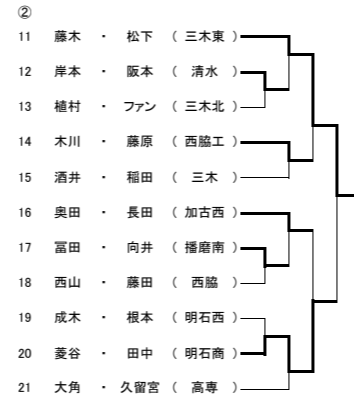 ②
11 藤木 ・ 松下 ( 三木東 )
12 岸本 ・ 阪本 ( 清水 )
13 植村 ・ ファン ( 三木北 )
14 木川 ・ 藤原 ( 西脇工 )
15 酒井 ・ 稲田 ( 三木 )
16 奥田 ・ 長田 ( 加古西 )
17 冨田 ・ 向井 ( 播磨南 )
18 西山 ・ 藤田 ( 西脇 )
19 成木 ・ 根本 ( 明石西 )
20 菱谷 ・ 田中 ( 明石商 )
21 大角 ・ 久留宮 ( 高専 )